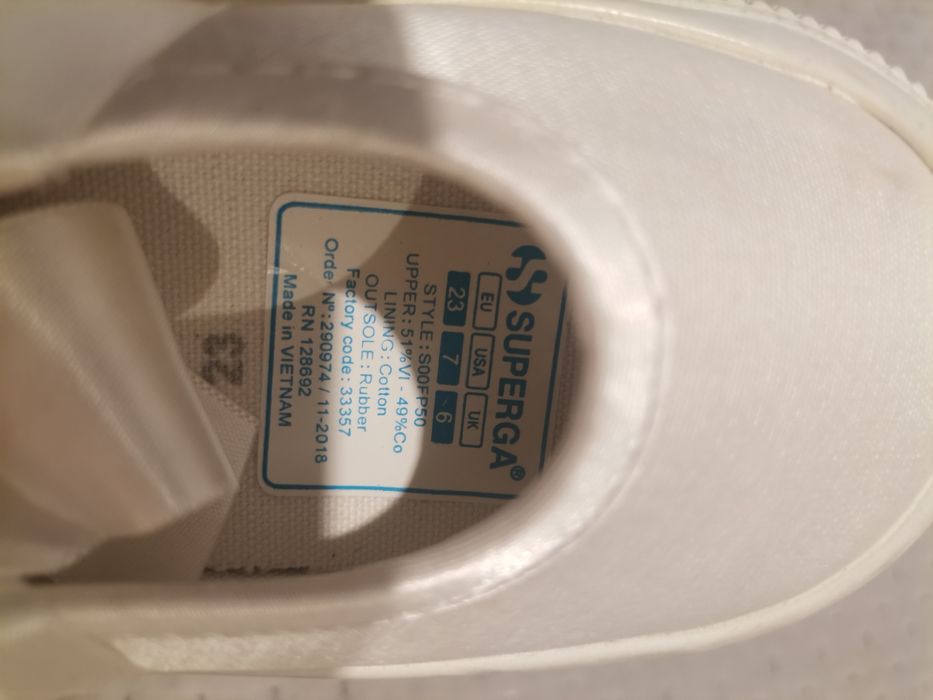 SUPERGA®
EU USA UK
23 7 6
STYLE: S00FP50
UPPER: 51%VI - 49%Co
LINING: Cotton
OUTSOLE: Rubber
Factory code: 33357
Order N°: 290974 / 11-2018
RN 128692
Made in VIETNAM
23